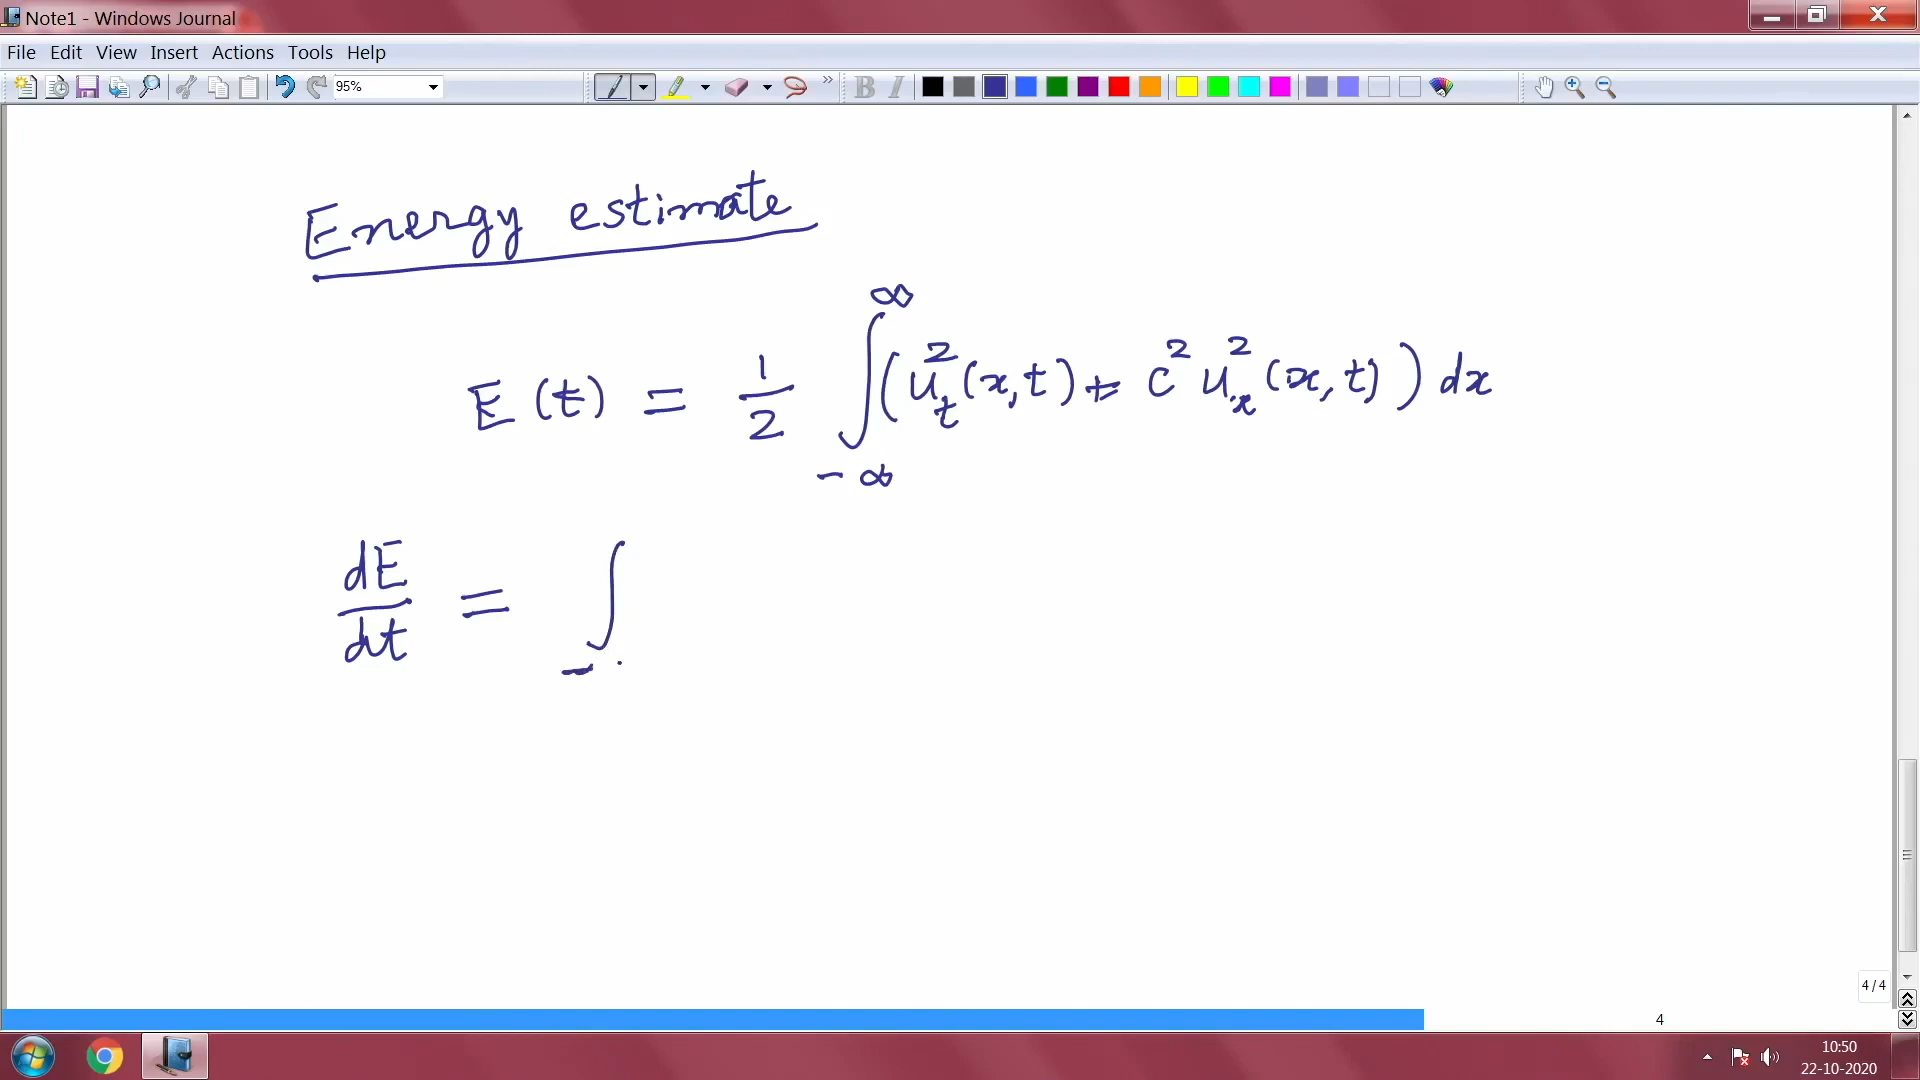 Note1 - Windows Journal
File Edit View Insert Actions Tools Help
95%
Energy estimate
E(t) = 1/2 ∫_{-∞}^{∞} (u_t^2(x,t) + c^2 u_x^2(x,t)) dx
dE/dt = ∫_-
4 / 4
4
10:50
22-10-2020